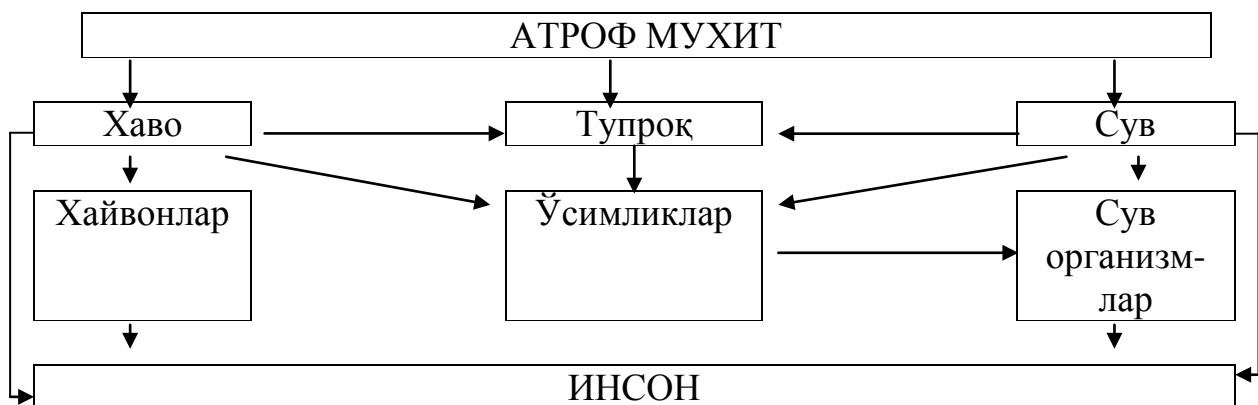 АТРОФ МУХИТ
Хаво
Тупроқ
Сув
Хайвонлар
Ўсимликлар
Сув
организм-
лар
ИНСОН